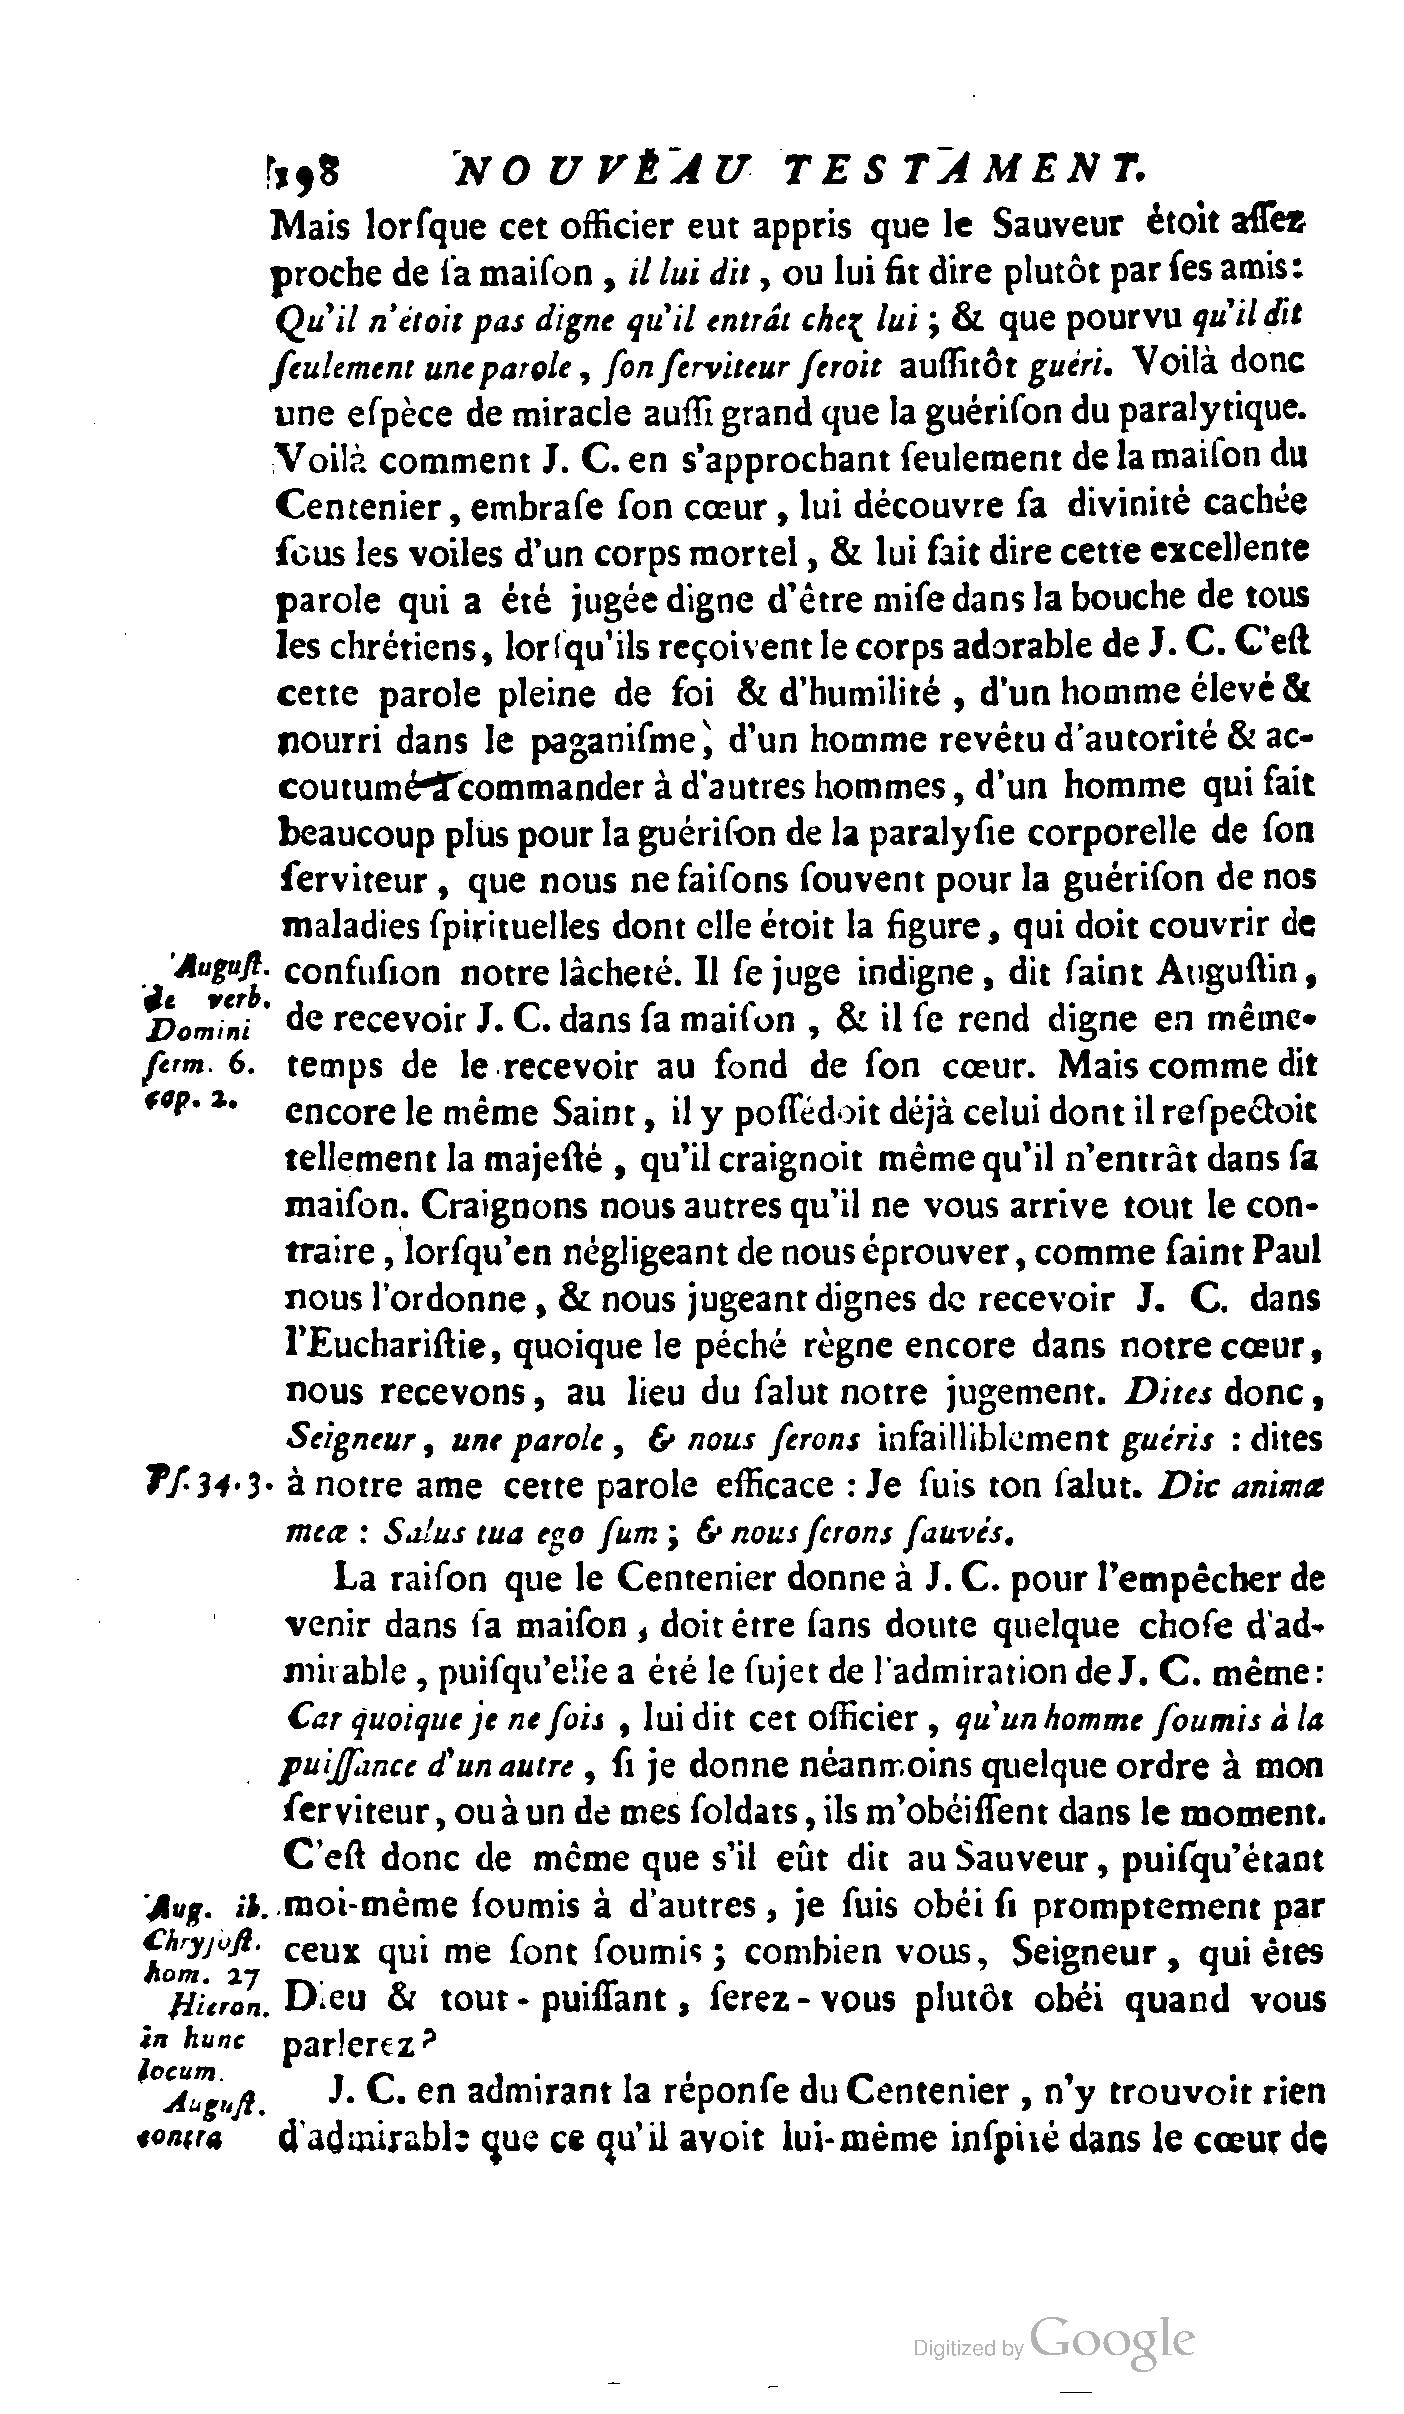 198 NOUVEAU TESTAMENT.
Mais lorſque cet officier eut appris que le Sauveur étoit aſſez
proche de ſa maiſon, il lui dit, ou lui fit dire plutôt par ſes amis:
Qu'il n'étoit pas digne qu'il entrât chez lui; & que pourvu qu'il dit
ſeulement une parole, ſon ſerviteur ſeroit auſſitôt guéri. Voilà donc
une eſpèce de miracle auſſi grand que la guériſon du paralytique.
Voilà comment J. C. en s'approchant ſeulement de la maiſon du
Centenier, embraſe ſon cœur, lui découvre ſa divinité cachée
ſous les voiles d'un corps mortel, & lui fait dire cette excellente
parole qui a été jugée digne d'être miſe dans la bouche de tous
les chrétiens, lorſqu'ils reçoivent le corps adorable de J. C. C'eſt
cette parole pleine de foi & d'humilité, d'un homme élevé &
nourri dans le paganiſme, d'un homme revêtu d'autorité & ac-
coutumé à commander à d'autres hommes, d'un homme qui fait
beaucoup plus pour la guériſon de la paralyſie corporelle de ſon
ſerviteur, que nous ne faiſons ſouvent pour la guériſon de nos
maladies ſpirituelles dont elle étoit la figure, qui doit couvrir de
Auguſt. confuſion notre lâcheté. Il ſe juge indigne, dit ſaint Auguſtin,
de verb.
Domini de recevoir J. C. dans ſa maiſon, & il ſe rend digne en même-
ſerm. 6. temps de le recevoir au fond de ſon cœur. Mais comme dit
cap. 2. encore le même Saint, il y poſſédoit déjà celui dont il reſpectoit
tellement la majeſté, qu'il craignoit même qu'il n'entrât dans ſa
maiſon. Craignons nous autres qu'il ne vous arrive tout le con-
traire, lorſqu'en négligeant de nous éprouver, comme ſaint Paul
nous l'ordonne, & nous jugeant dignes de recevoir J. C. dans
l'Euchariſtie, quoique le péché règne encore dans notre cœur,
nous recevons, au lieu du ſalut notre jugement. Dites donc,
Seigneur, une parole, & nous ſerons infailliblement guéris : dites
Pſ. 34. 3. à notre ame cette parole efficace : Je ſuis ton ſalut. Dic animæ
meæ : Salus tua ego ſum; & nous ſerons ſauvés.
La raiſon que le Centenier donne à J. C. pour l'empêcher de
venir dans ſa maiſon, doit être ſans doute quelque choſe d'ad-
mirable, puiſqu'elle a été le ſujet de l'admiration de J. C. même:
Car quoique je ne ſois, lui dit cet officier, qu'un homme ſoumis à la
puiſſance d'un autre, ſi je donne néanmoins quelque ordre à mon
ſerviteur, ou à un de mes ſoldats, ils m'obéiſſent dans le moment.
C'eſt donc de même que s'il eût dit au Sauveur, puiſqu'étant
Aug. ib. moi-même ſoumis à d'autres, je ſuis obéi ſi promptement par
Chryſoſt. ceux qui me ſont ſoumis; combien vous, Seigneur, qui êtes
hom. 27
Hieron. Dieu & tout-puiſſant, ſerez-vous plutôt obéi quand vous
in hunc parlerez?
locum.
Auguſt. J. C. en admirant la réponſe du Centenier, n'y trouvoit rien
contra d'admirable que ce qu'il avoit lui-même inſpiré dans le cœur de
Digitized by Google